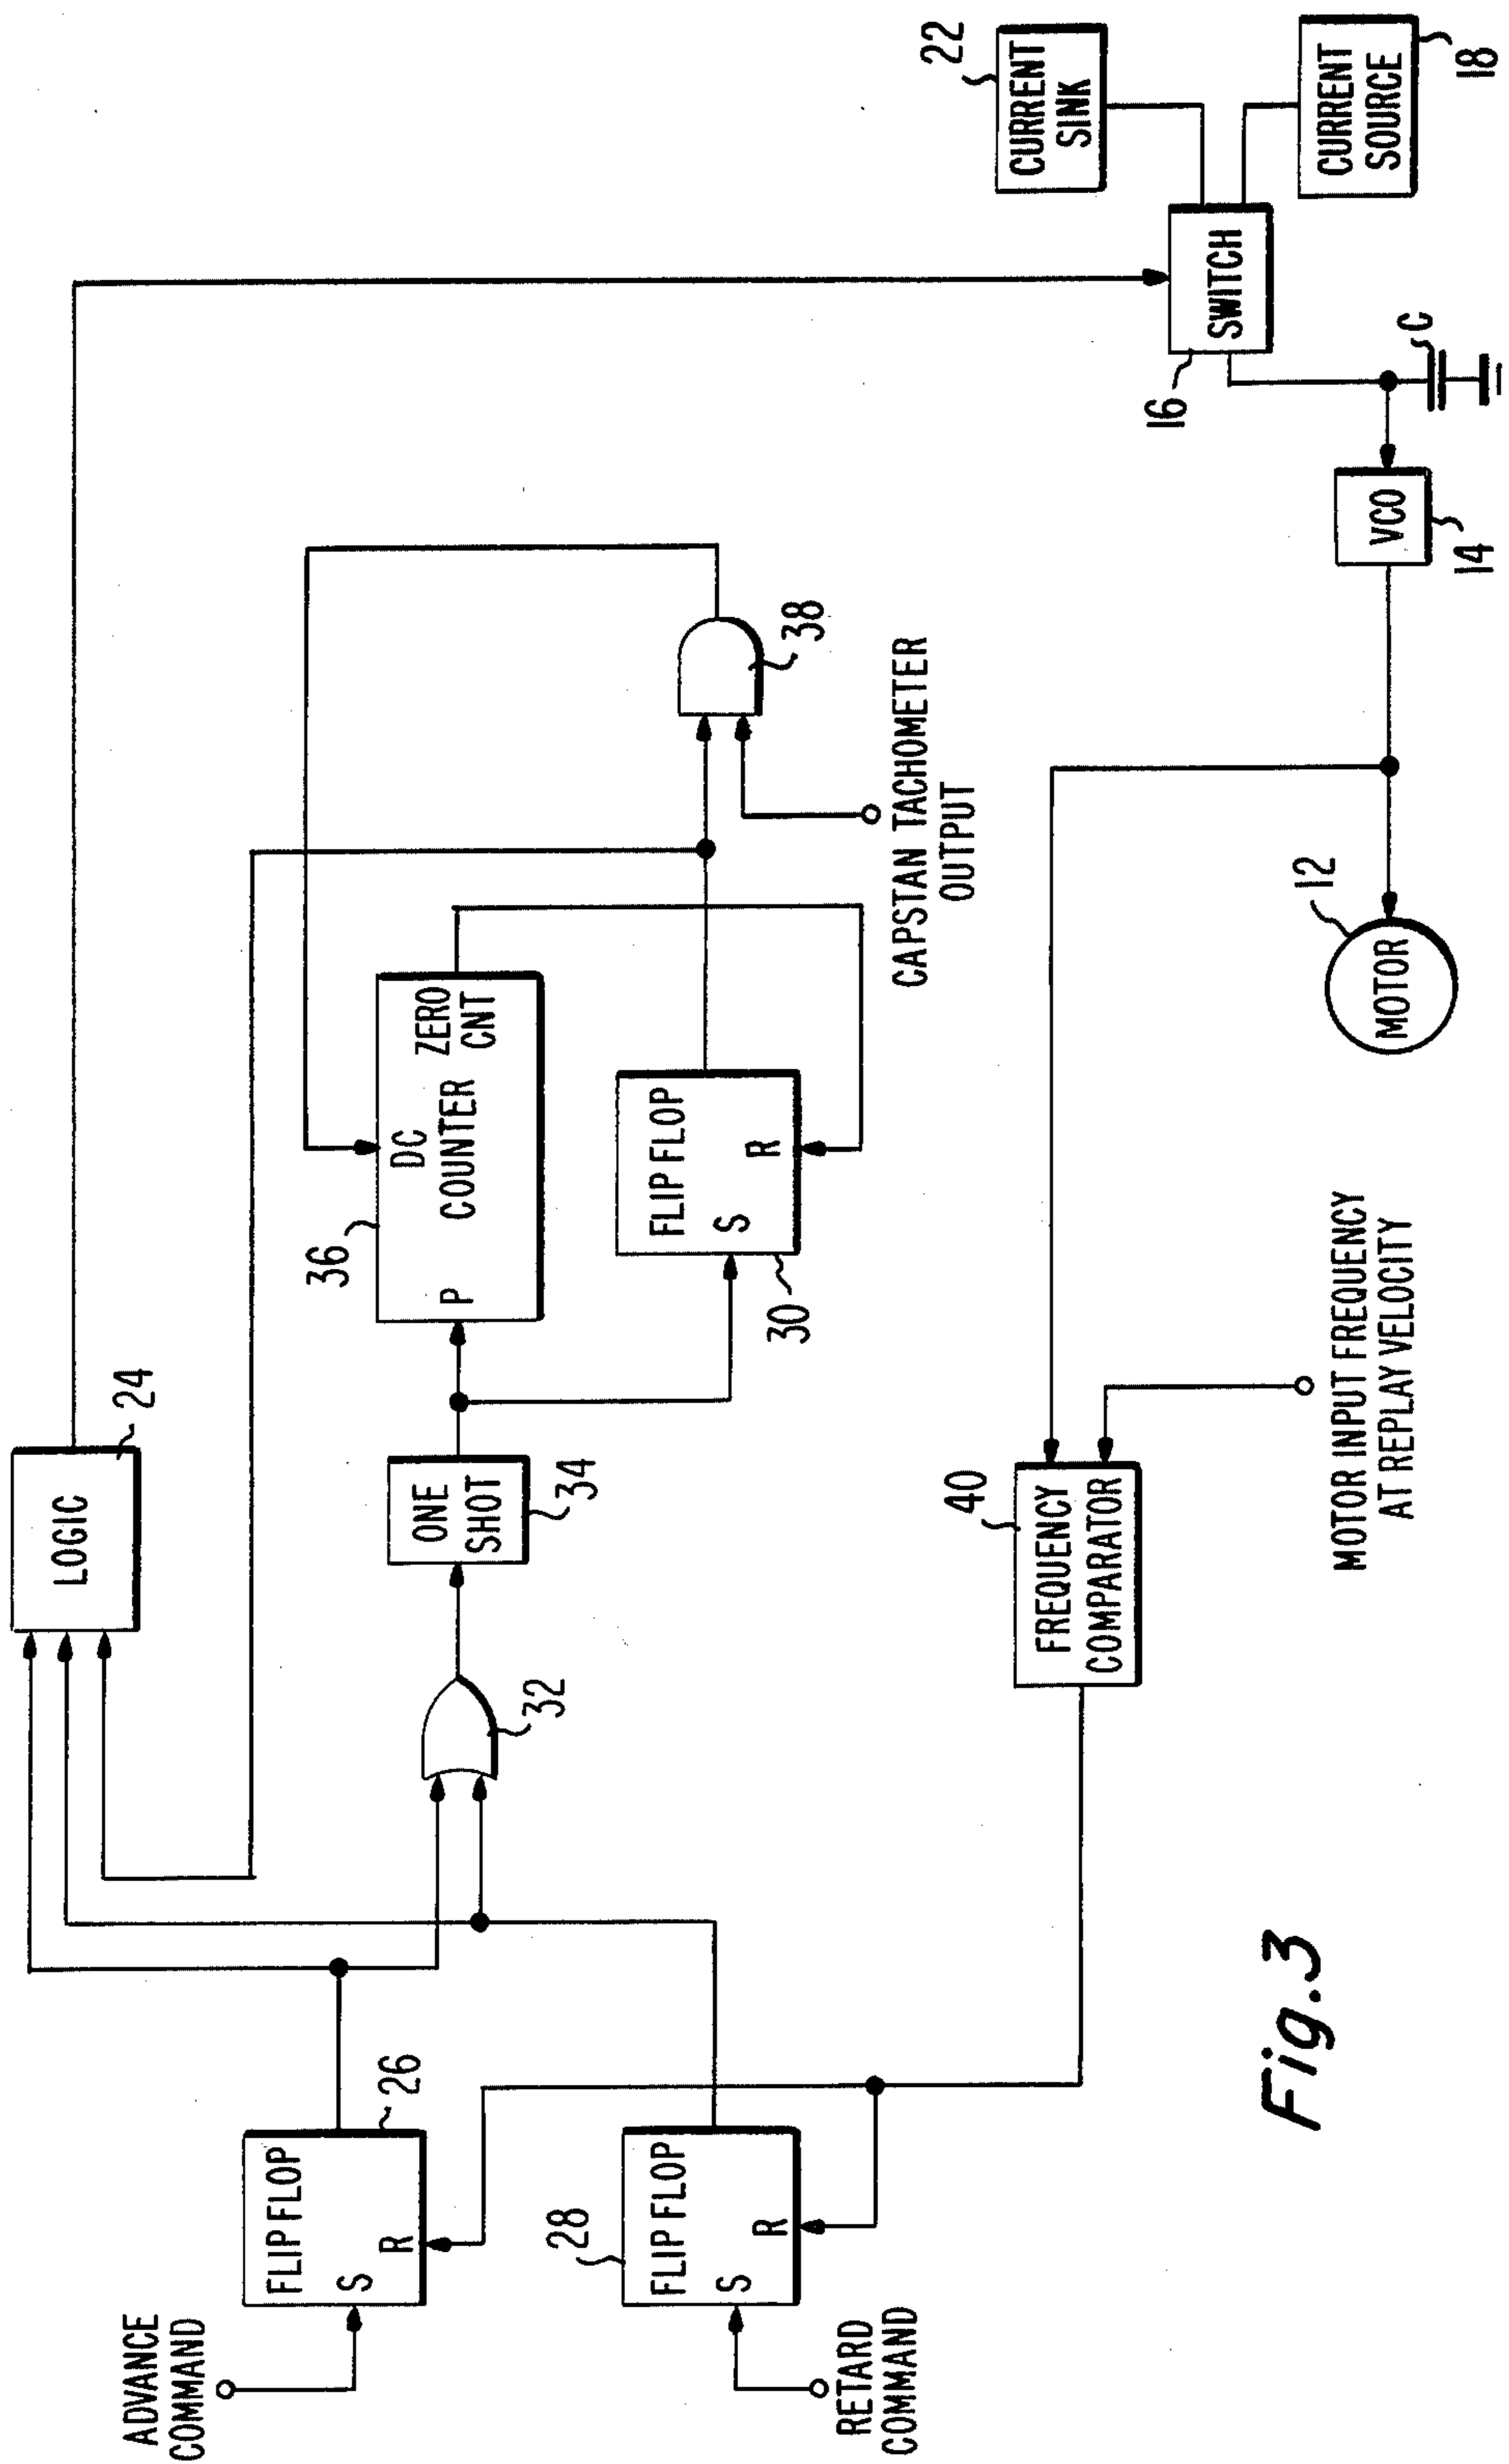 ADVANCE
COMMAND
FLIP FLOP
S
R
26
RETARD
COMMAND
28
FLIP FLOP
S
R
LOGIC
24
32
ONE
SHOT
34
36
P
DC
COUNTER
ZERO
CNT
FLIP FLOP
S
R
30
38
CAPSTAN TACHOMETER
OUTPUT
40
FREQUENCY
COMPARATOR
MOTOR INPUT FREQUENCY
AT REPLAY VELOCITY
12
MOTOR
VCO
14
C
16
SWITCH
22
CURRENT
SINK
CURRENT
SOURCE
18
Fig.3